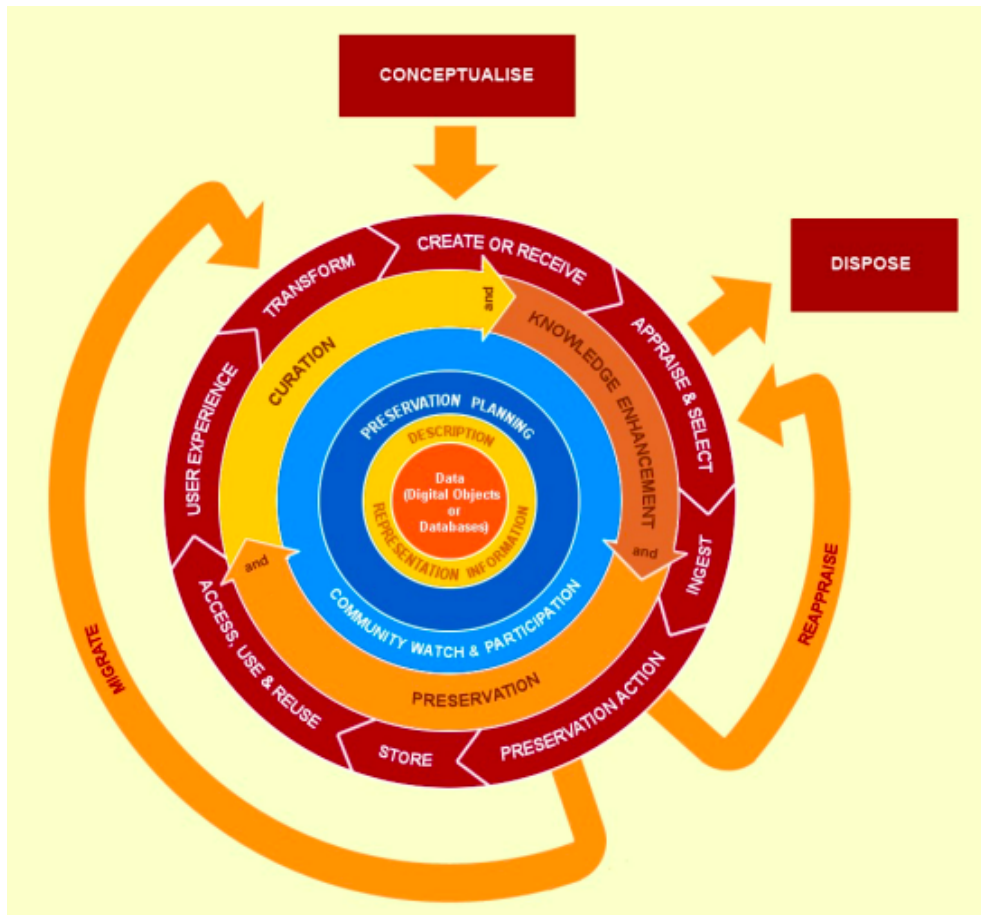 CONCEPTUALISE
DISPOSE
CREATE OR RECEIVE
APPRAISE & SELECT
INGEST
PRESERVATION ACTION
STORE
ACCESS, USE & REUSE
USER EXPERIENCE
TRANSFORM
CURATION
and
KNOWLEDGE ENHANCEMENT
and
PRESERVATION
and
COMMUNITY WATCH & PARTICIPATION
PRESERVATION PLANNING
DESCRIPTION
REPRESENTATION INFORMATION
Data
(Digital Objects
or
Databases)
MIGRATE
REAPPRAISE